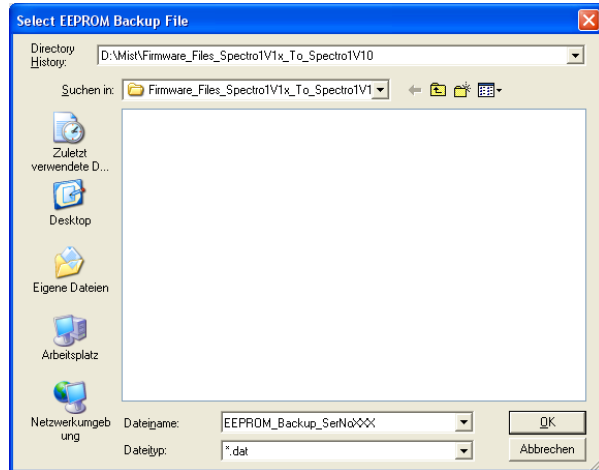 Select EEPROM Backup File
Directory
History:
D:\Mist\Firmware_Files_Spectro1V1x_To_Spectro1V10
Suchen in:
Firmware_Files_Spectro1V1x_To_Spectro1V1
Zuletzt
verwendete D...
Desktop
Eigene Dateien
Arbeitsplatz
Netzwerkumgeb
ung
Dateiname:
EEPROM_Backup_SerNoXXX
OK
Dateityp:
*.dat
Abbrechen